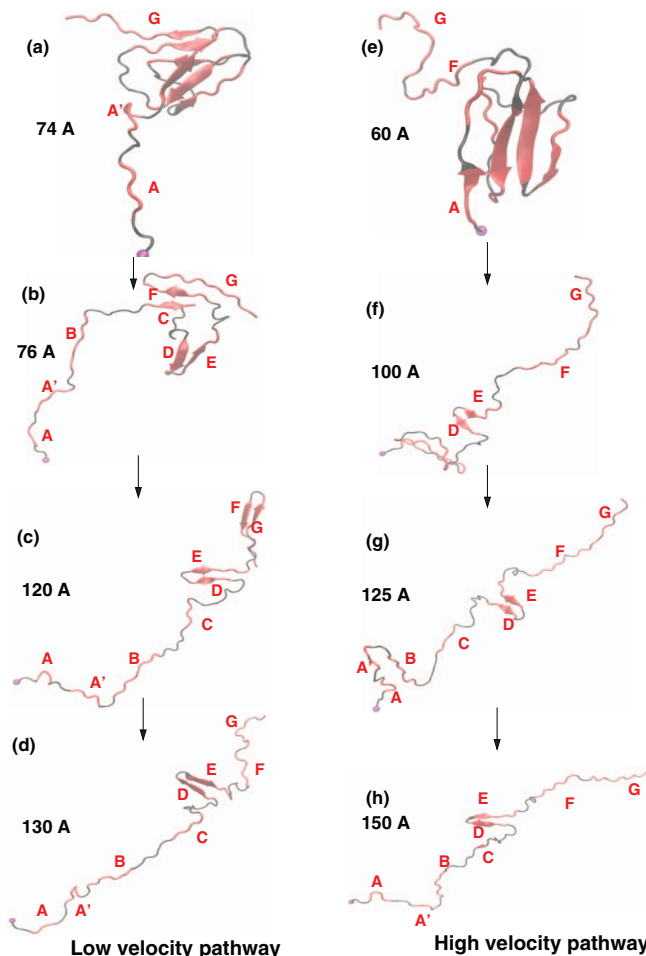 (a)
G
A'
74 A
A
(b)
G
F
C
B
D
E
76 A
A'
A
(c)
F
G
E
120 A
D
C
B
A
A'
(d)
G
E
F
D
130 A
C
B
A
A'
Low velocity pathway
(e)
G
F
60 A
A
(f)
G
100 A
F
E
D
(g)
G
F
125 A
E
D
C
B
A'
A
(h)
G
E
F
150 A
D
C
B
A
A'
High velocity pathway